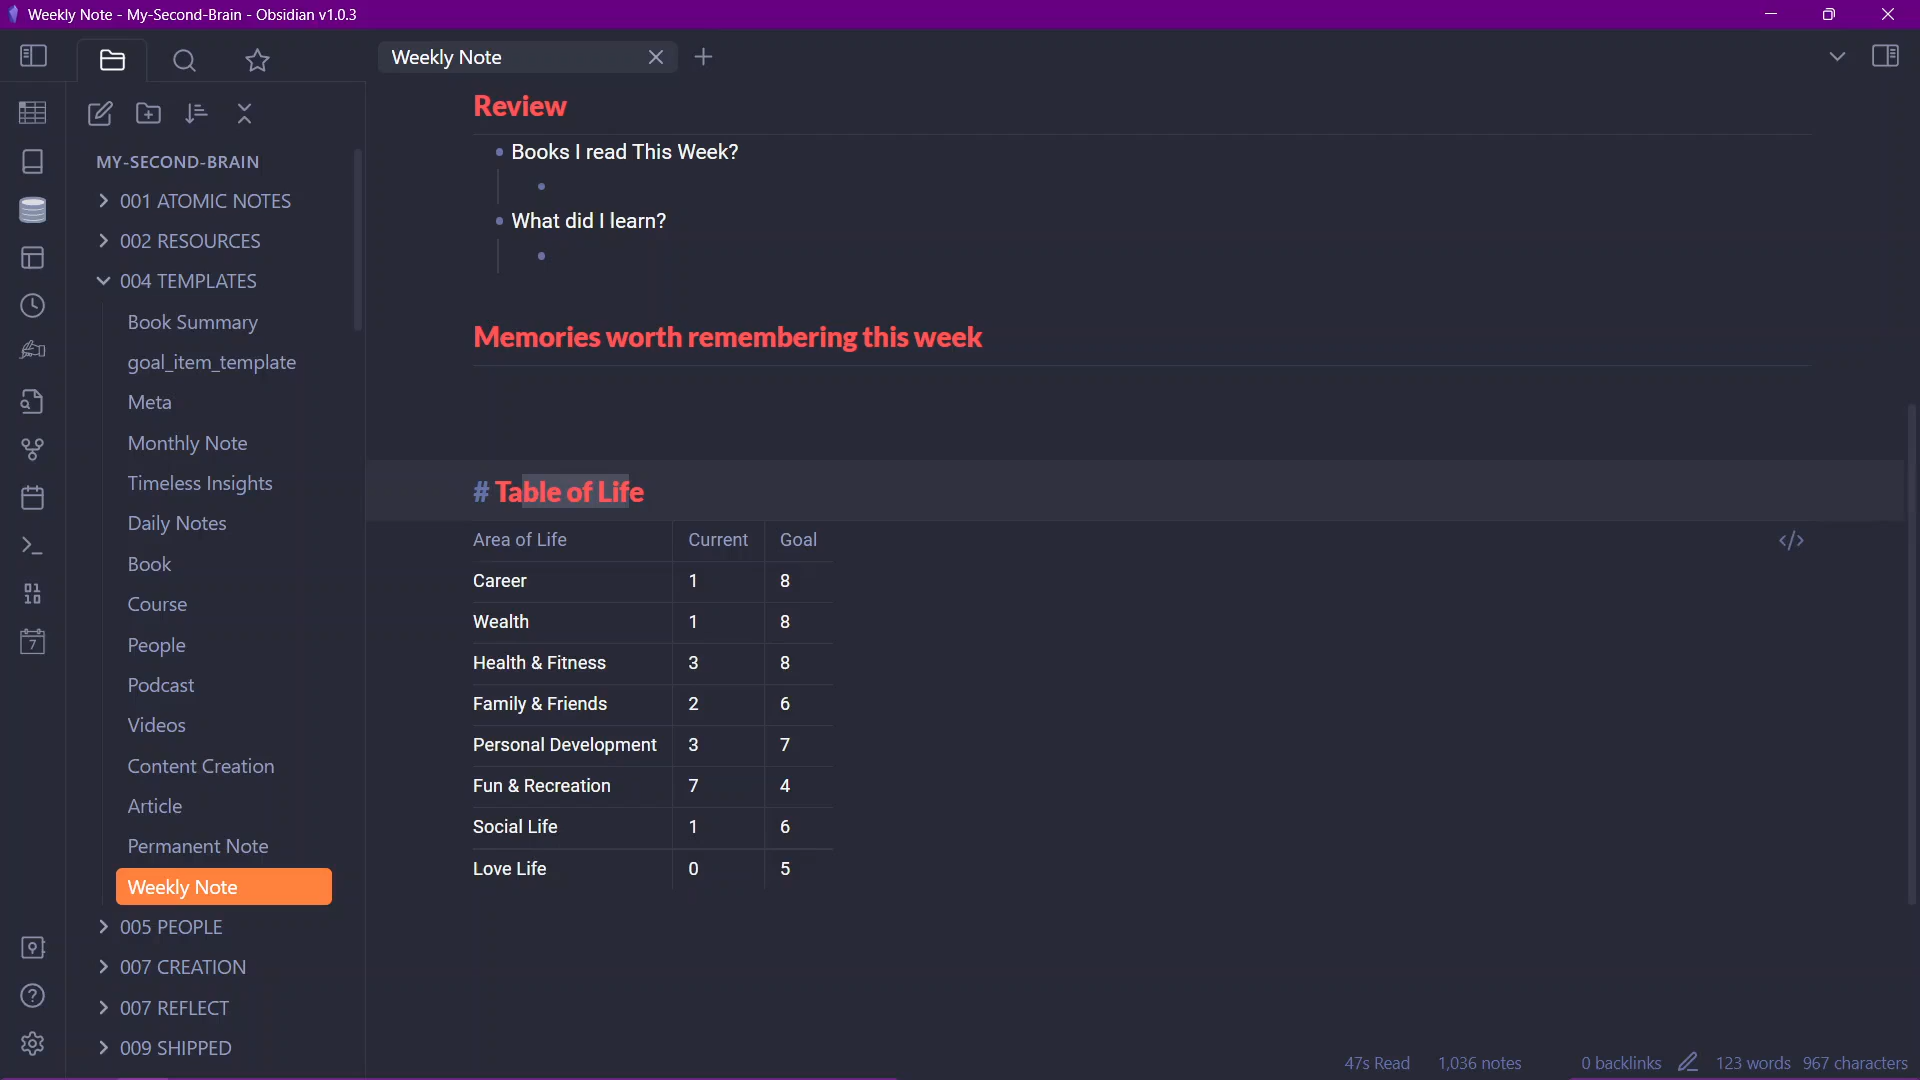 Weekly Note - My-Second-Brain - Obsidian v1.0.3
Weekly Note
MY-SECOND-BRAIN
001 ATOMIC NOTES
002 RESOURCES
004 TEMPLATES
Book Summary
goal_item_template
Meta
Monthly Note
Timeless Insights
Daily Notes
Book
Course
People
Podcast
Videos
Content Creation
Article
Permanent Note
Weekly Note
005 PEOPLE
007 CREATION
007 REFLECT
009 SHIPPED
Review
Books I read This Week?
What did I learn?
Memories worth remembering this week
# Table of Life
Area of Life Current Goal
Career 1 8
Wealth 1 8
Health & Fitness 3 8
Family & Friends 2 6
Personal Development 3 7
Fun & Recreation 7 4
Social Life 1 6
Love Life 0 5
47s Read 1,036 notes 0 backlinks 123 words 967 characters